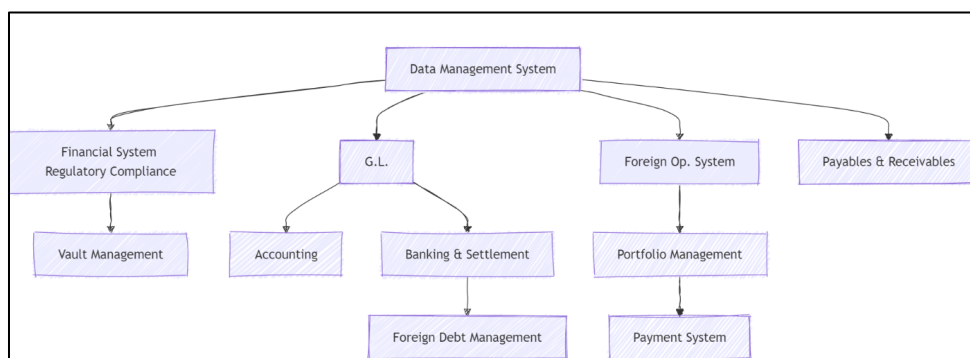 Data Management System
Financial System
Regulatory Compliance
G.L.
Foreign Op. System
Payables & Receivables
Vault Management
Accounting
Banking & Settlement
Portfolio Management
Foreign Debt Management
Payment System